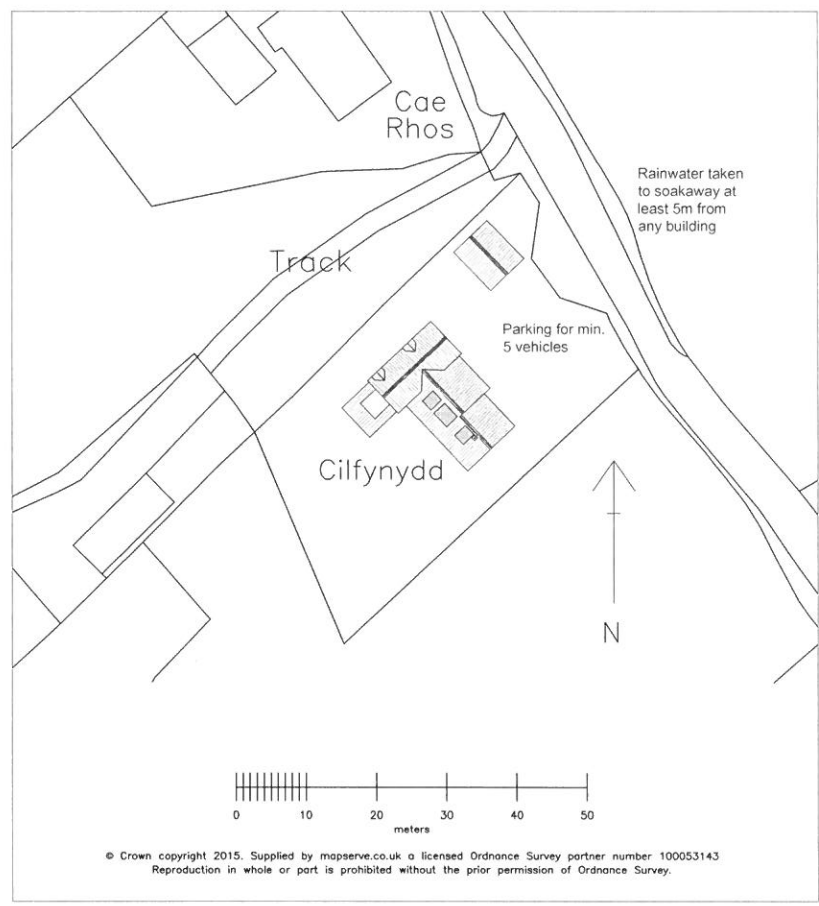 Cae
Rhos
Rainwater taken
to soakaway at
least 5m from
any building
Track
Parking for min.
5 vehicles
Cilfynydd
N
0 10 20 30 40 50
meters
© Crown copyright 2015. Supplied by mapserve.co.uk a licensed Ordnance Survey partner number 100053143
Reproduction in whole or part is prohibited without the prior permission of Ordnance Survey.